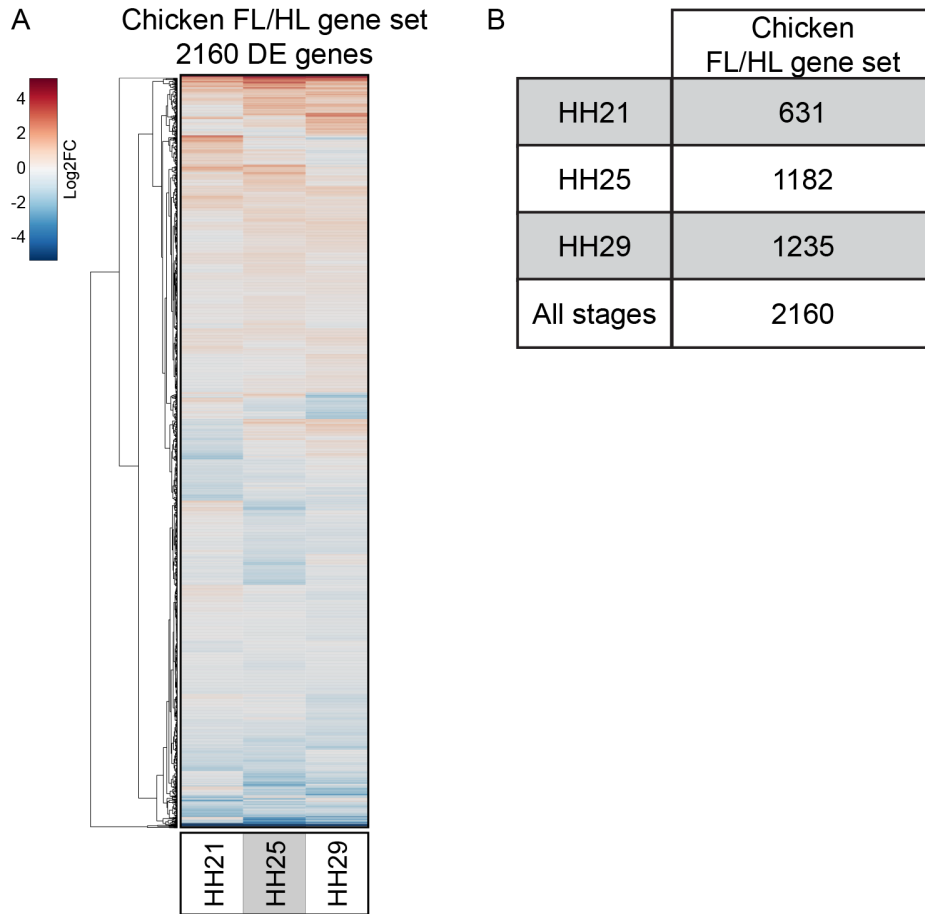 A
Chicken FL/HL gene set
2160 DE genes
4
2
0
-2
-4
Log2FC
HH21
HH25
HH29
B
Chicken
FL/HL gene set
HH21 631
HH25 1182
HH29 1235
All stages 2160